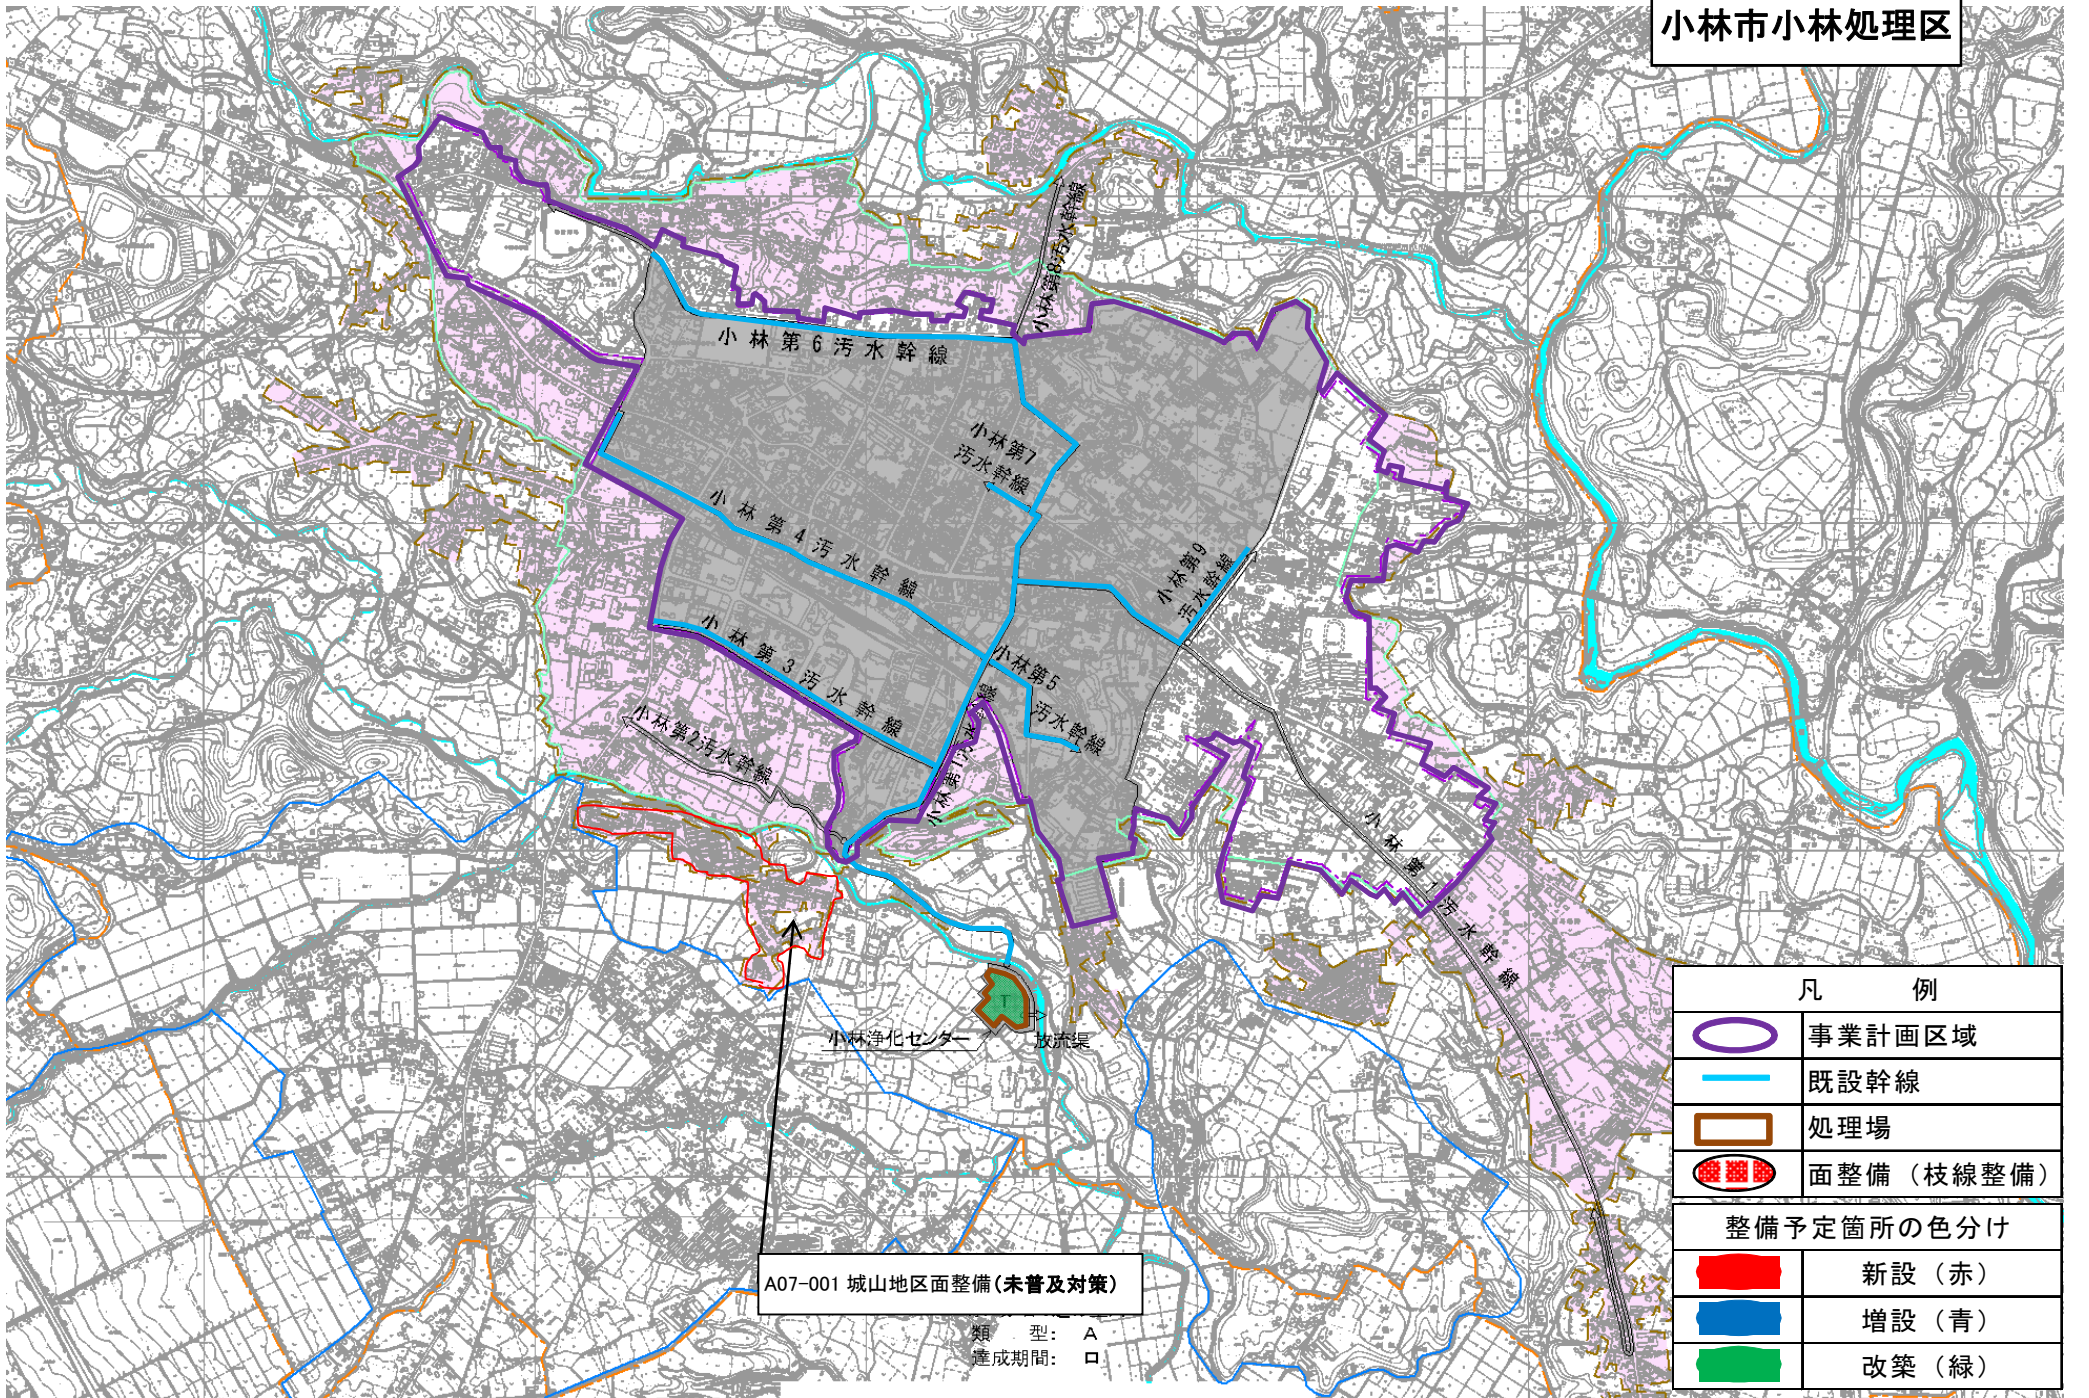 小林市小林処理区
小林第8汚水幹線
小林第6汚水幹線
小林第7
汚水幹線
小林第4汚水幹線
小林第9
汚水幹線
小林第3汚水幹線
小林第5
汚水幹線
小林第2汚水幹線
小林第1汚水幹線
小林第1汚水幹線
T
小林浄化センター
放流渠
A07-001 城山地区面整備(未普及対策)
類 型: A
達成期間: ロ
凡 例
事業計画区域
既設幹線
処理場
面整備（枝線整備）
整備予定箇所の色分け
新設（赤）
増設（青）
改築（緑）